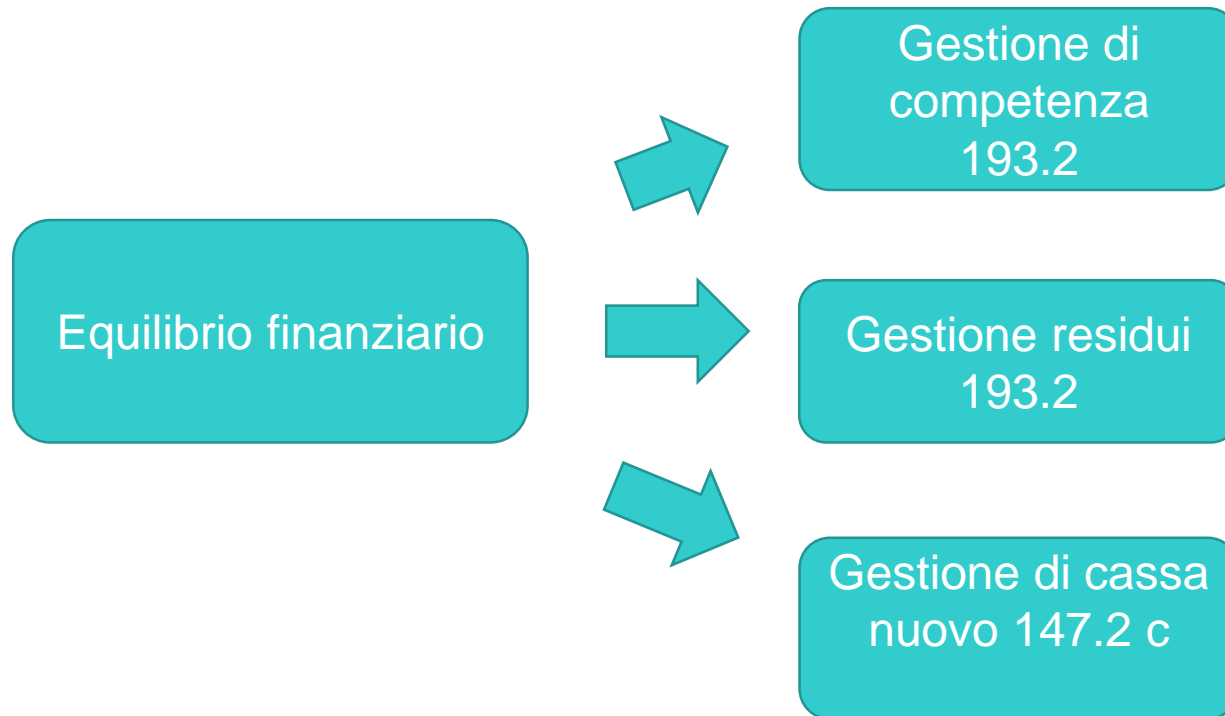 Equilibrio finanziario
Gestione di
competenza
193.2
Gestione residui
193.2
Gestione di cassa
nuovo 147.2 c